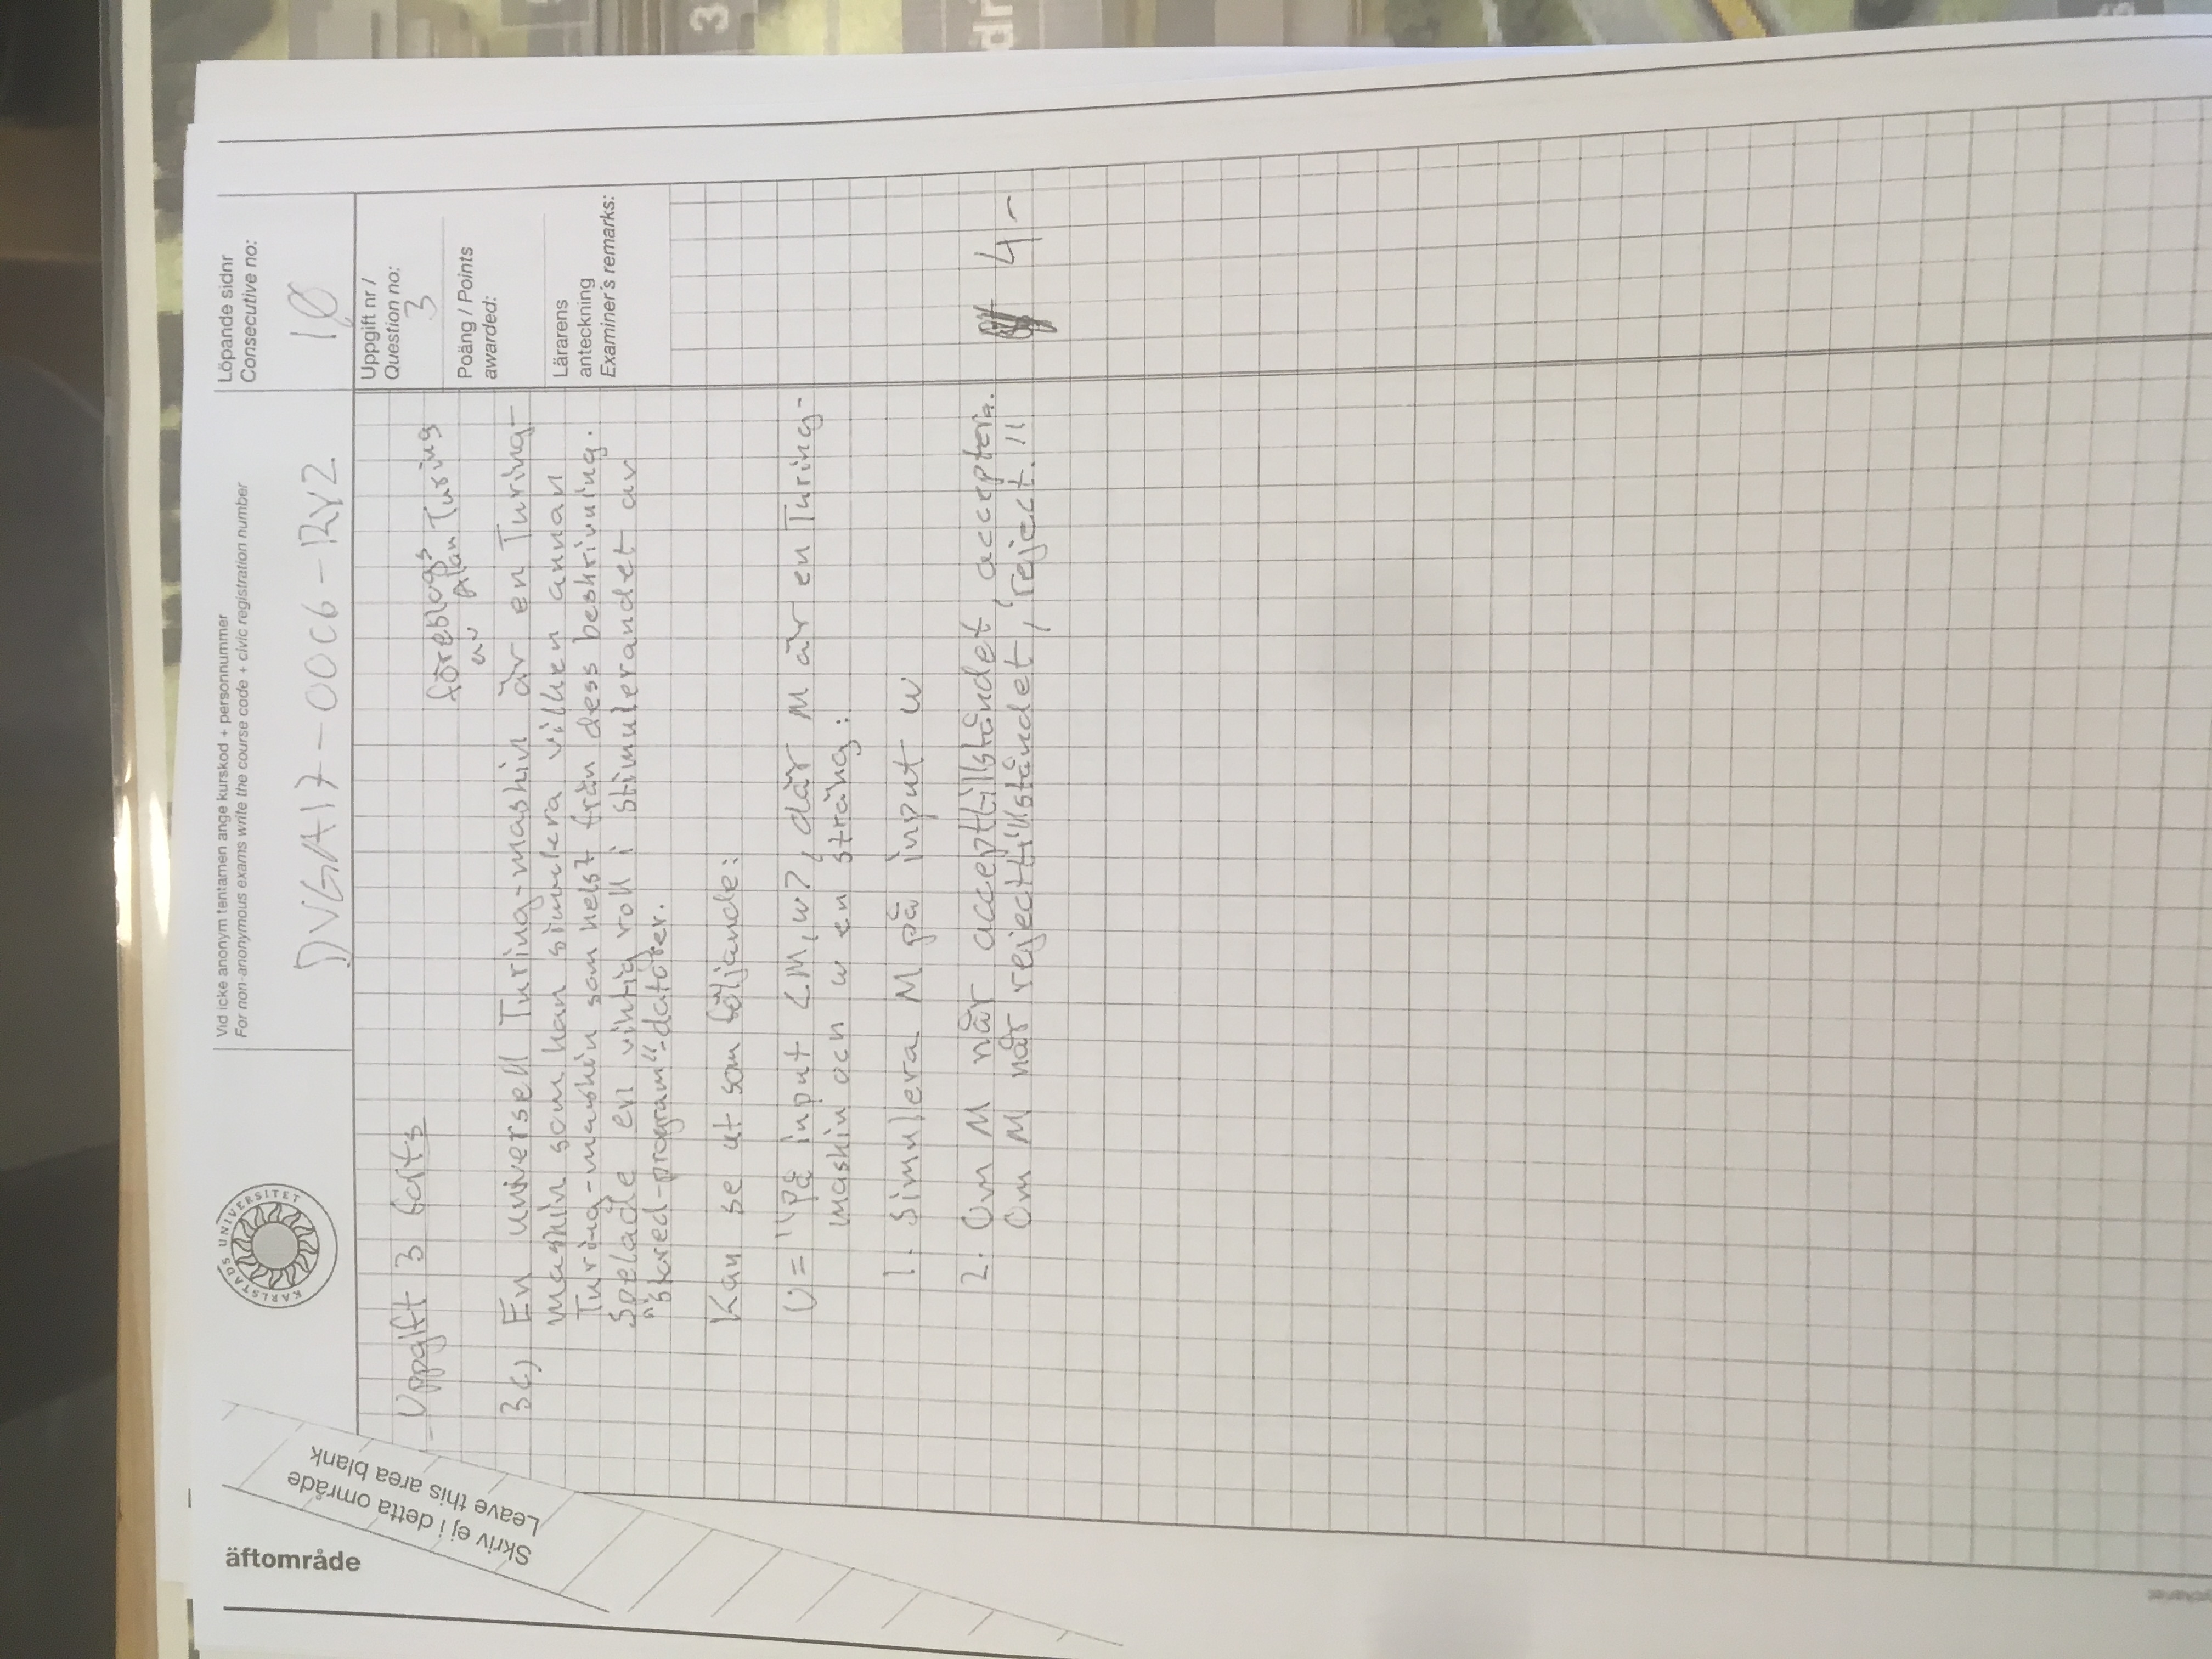 äftområde
Skriv ej i detta område
Leave this area blank
KARLSTADS UNIVERSITET
Vid icke anonym tentamen ange kurskod + personnummer
For non-anonymous exams write the course code + civic registration number
DVGA17-0006-RYZ
Löpande sidnr
Consecutive no:
10
Uppgift nr /
Question no:
3
Poäng / Points
awarded:
Lärarens
anteckning
Examiner's remarks:
Uppgift 3 forts
föreslogs
av Alan Turing
3c) En universell Turing-maskin är en Turing-
maskin som kan simulera vilken annan
Turing-maskin som helst från dess beskrivning.
Spelade en viktig roll i stimulerandet av
"stored-program"-datorer.
Kan se ut som följande:
U = "På input <M, w>, där M är en Turing-
maskin och w en sträng:
1. Simulera M på input w
2. Om M når accepttillståndet, acceptera.
Om M når rejecttillståndet, reject."
4-
3
dr